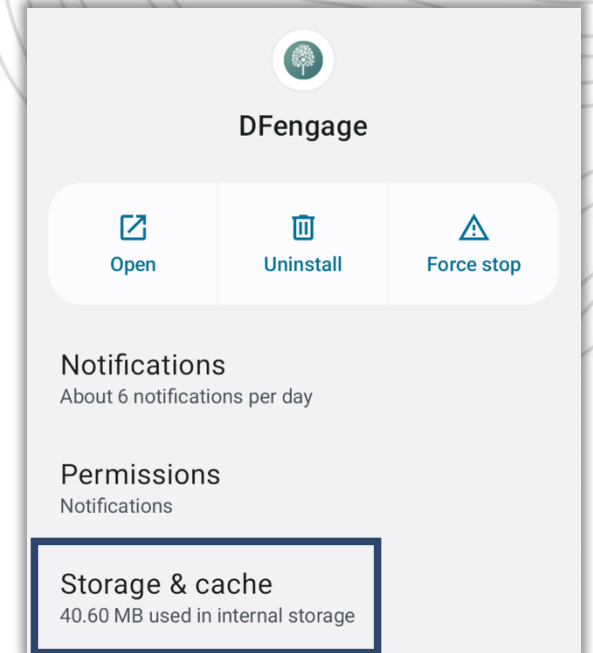 DFengage
Open Uninstall Force stop
Notifications
About 6 notifications per day
Permissions
Notifications
Storage & cache
40.60 MB used in internal storage